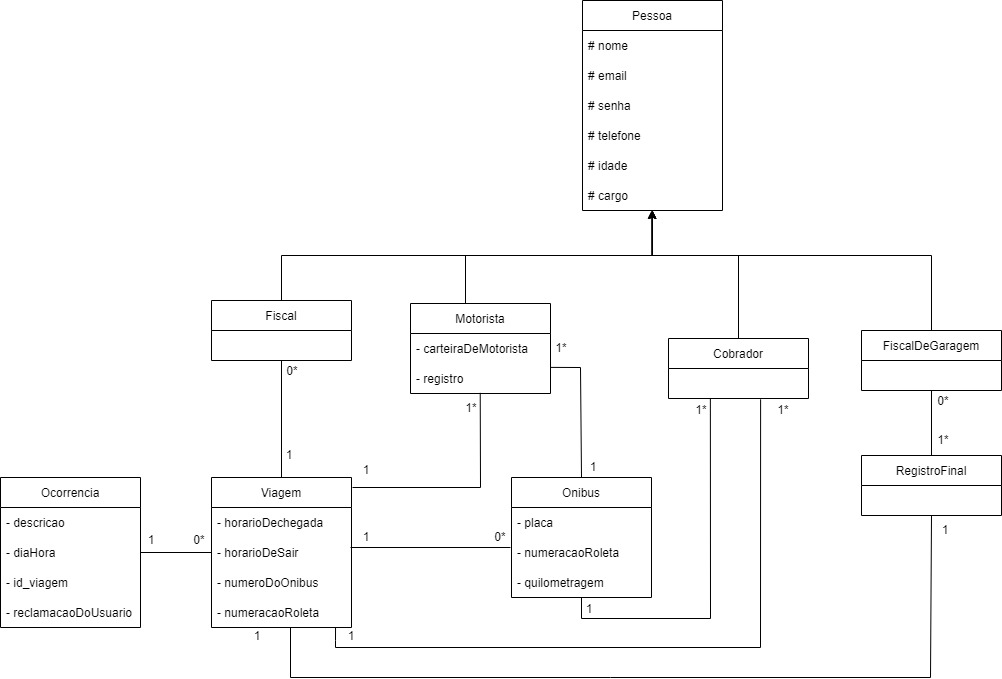 Pessoa
# nome
# email
# senha
# telefone
# idade
# cargo
Fiscal
Motorista
- carteiraDeMotorista
- registro
Cobrador
FiscalDeGaragem
0*
1*
1*
1*
1*
0*
1*
1
1
1
RegistroFinal
Ocorrencia
- descricao
- diaHora
- id_viagem
- reclamacaoDoUsuario
1
0*
Viagem
- horarioDechegada
- horarioDeSair
- numeroDoOnibus
- numeracaoRoleta
1
0*
Onibus
- placa
- numeracaoRoleta
- quilometragem
1
1
1
1